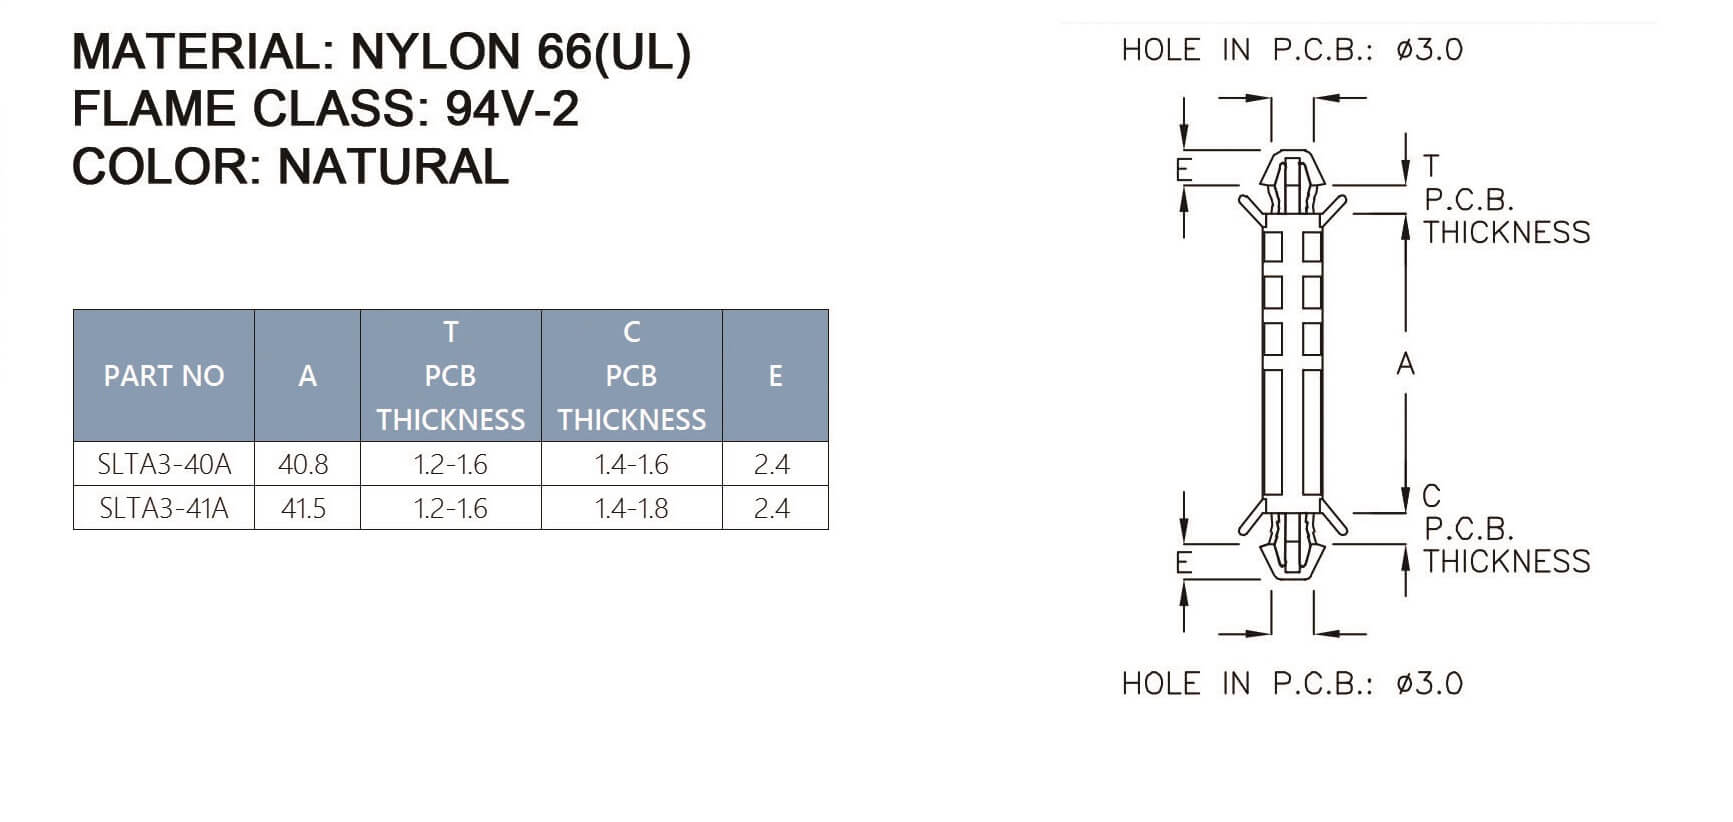 MATERIAL: NYLON 66(UL)
FLAME CLASS: 94V-2
COLOR: NATURAL
PART NO A T PCB THICKNESS C PCB THICKNESS E
SLTA3-40A 40.8 1.2-1.6 1.4-1.6 2.4
SLTA3-41A 41.5 1.2-1.6 1.4-1.8 2.4
HOLE IN P.C.B.: ø3.0
E
T
P.C.B.
THICKNESS
A
C
P.C.B.
THICKNESS
E
HOLE IN P.C.B.: ø3.0